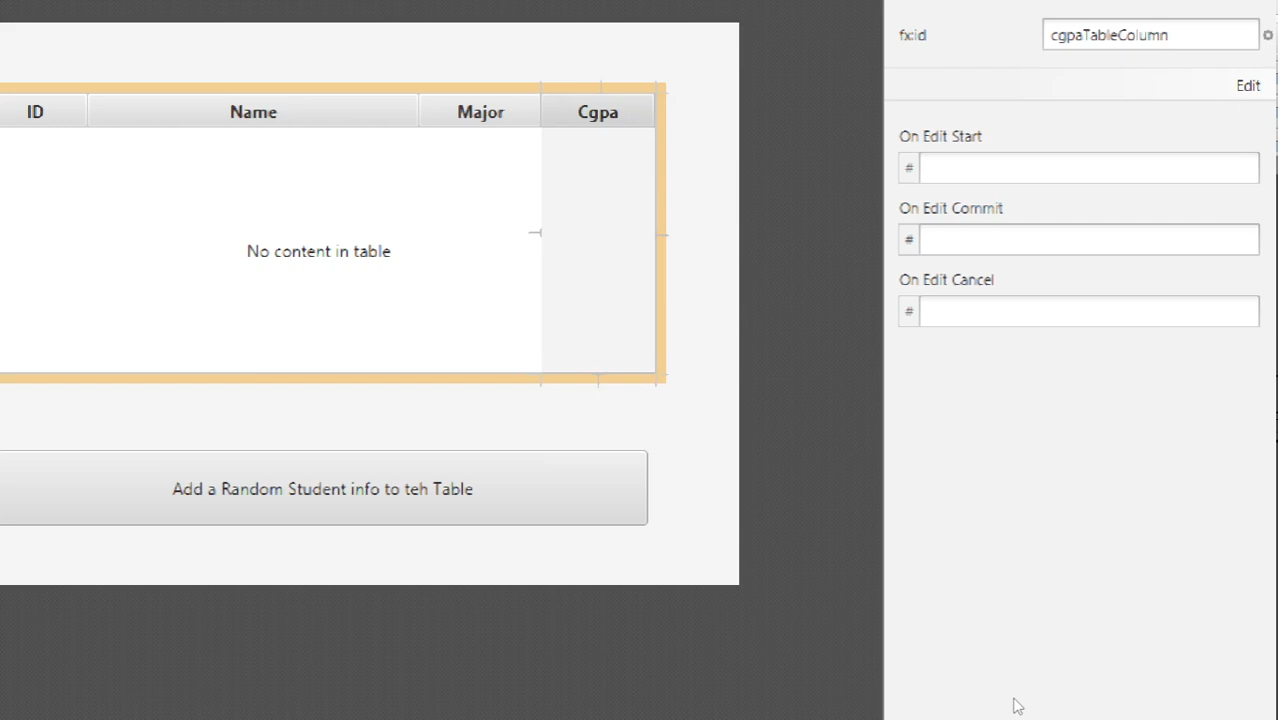 fx:id
cgpaTableColumn
Edit
ID
Name
Major
Cgpa
On Edit Start
#
On Edit Commit
#
No content in table
On Edit Cancel
#
Add a Random Student info to teh Table